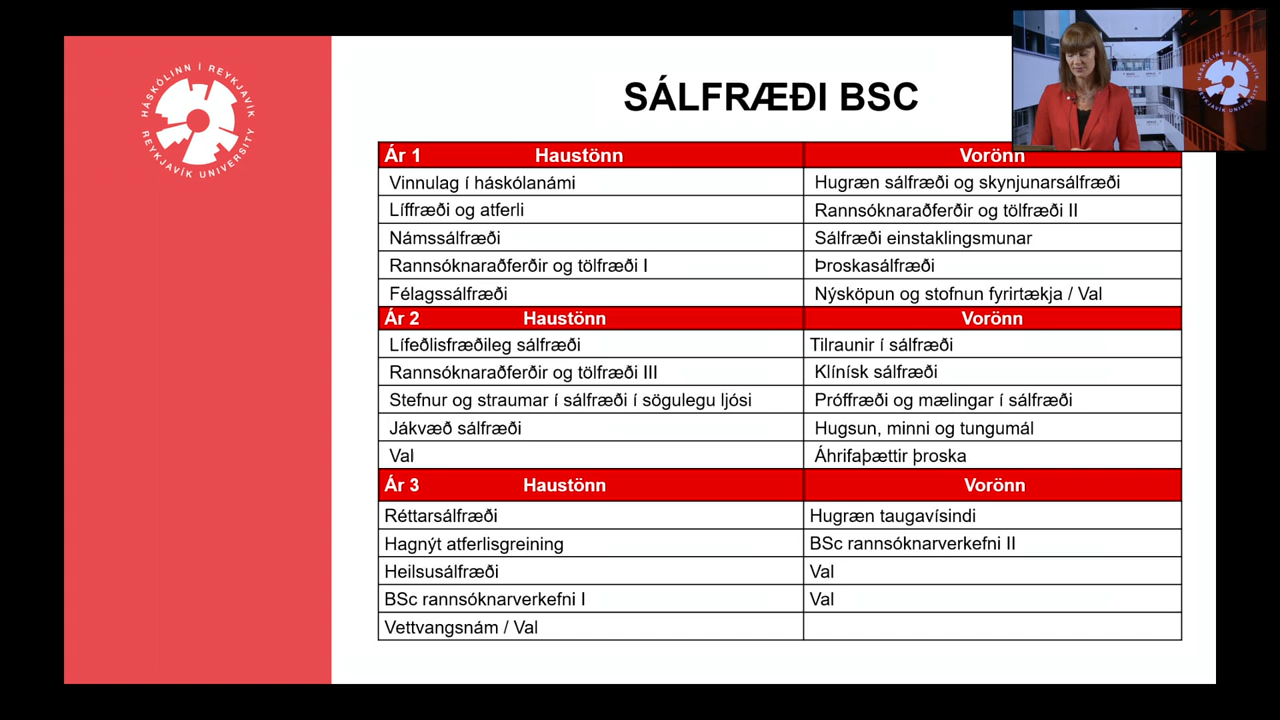 HÁSKÓLINN Í REYKJAVÍK
REYKJAVÍK UNIVERSITY
SÁLFRÆÐI BSC
Ár 1 Haustönn Vorönn
Vinnulag í háskólanámi Hugræn sálfræði og skynjunarsálfræði
Líffræði og atferli Rannsóknaraðferðir og tölfræði II
Námssálfræði Sálfræði einstaklingsmunar
Rannsóknaraðferðir og tölfræði I Þroskasálfræði
Félagssálfræði Nýsköpun og stofnun fyrirtækja / Val
Ár 2 Haustönn Vorönn
Lífeðlisfræðileg sálfræði Tilraunir í sálfræði
Rannsóknaraðferðir og tölfræði III Klínísk sálfræði
Stefnur og straumar í sálfræði í sögulegu ljósi Próffræði og mælingar í sálfræði
Jákvæð sálfræði Hugsun, minni og tungumál
Val Áhrifaþættir þroska
Ár 3 Haustönn Vorönn
Réttarsálfræði Hugræn taugavísindi
Hagnýt atferlisgreining BSc rannsóknarverkefni II
Heilsusálfræði Val
BSc rannsóknarverkefni I Val
Vettvangsnám / Val